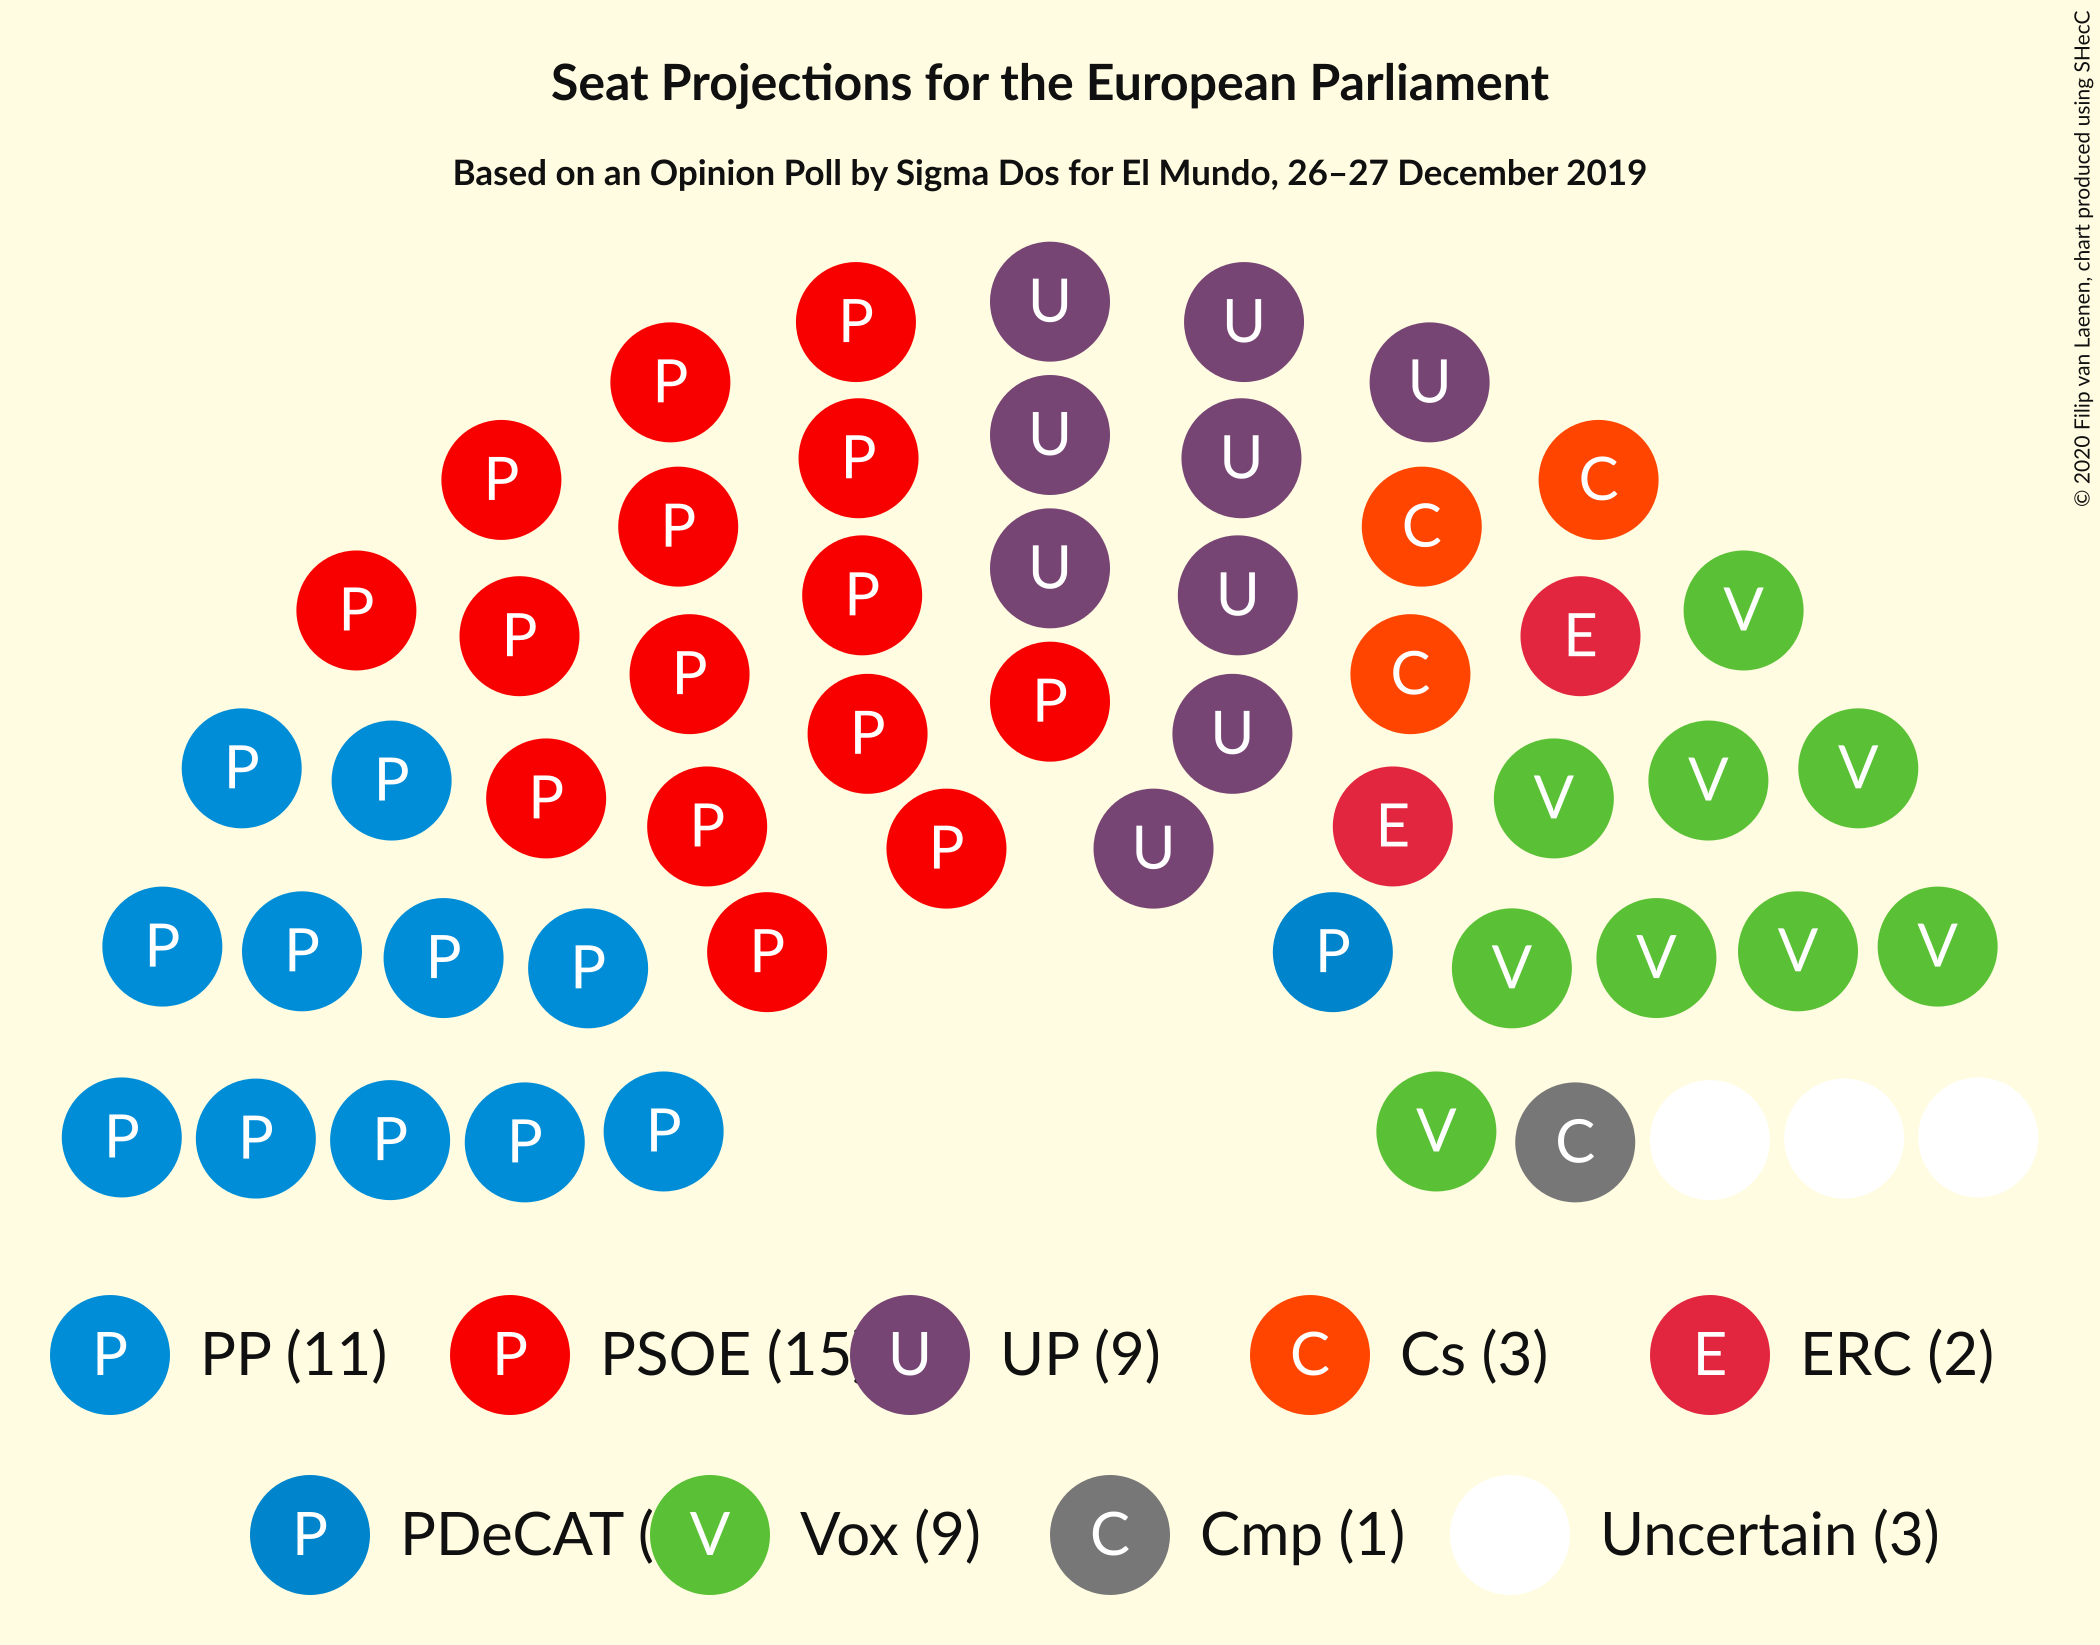 Seat Projections for the European Parliament
Based on an Opinion Poll by Sigma Dos for El Mundo, 26–27 December 2019
© 2020 Filip van Laenen, chart produced using SHecC
U
P U
P U
U
P P
P C C
P U
P P V
P E
P P C
P U
P
P P V V
P V
P E
P U
P P P
P P V V V V
P P P
P P P V C
P PP (11) P PSOE (15) U UP (9) C Cs (3) E ERC (2)
P PDeCAT ( V Vox (9) C Cmp (1) Uncertain (3)